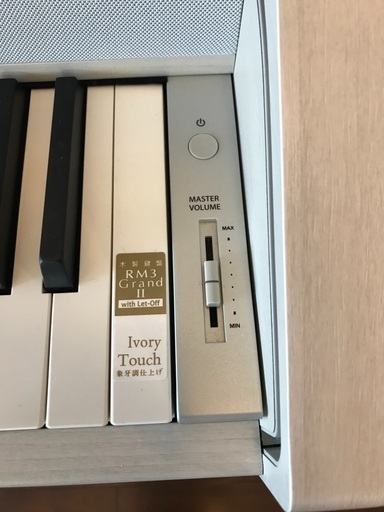 MASTER
VOLUME
MAX
MIN
木製鍵盤
RM3
Grand
II
with Let-Off
Ivory
Touch
象牙調仕上げ